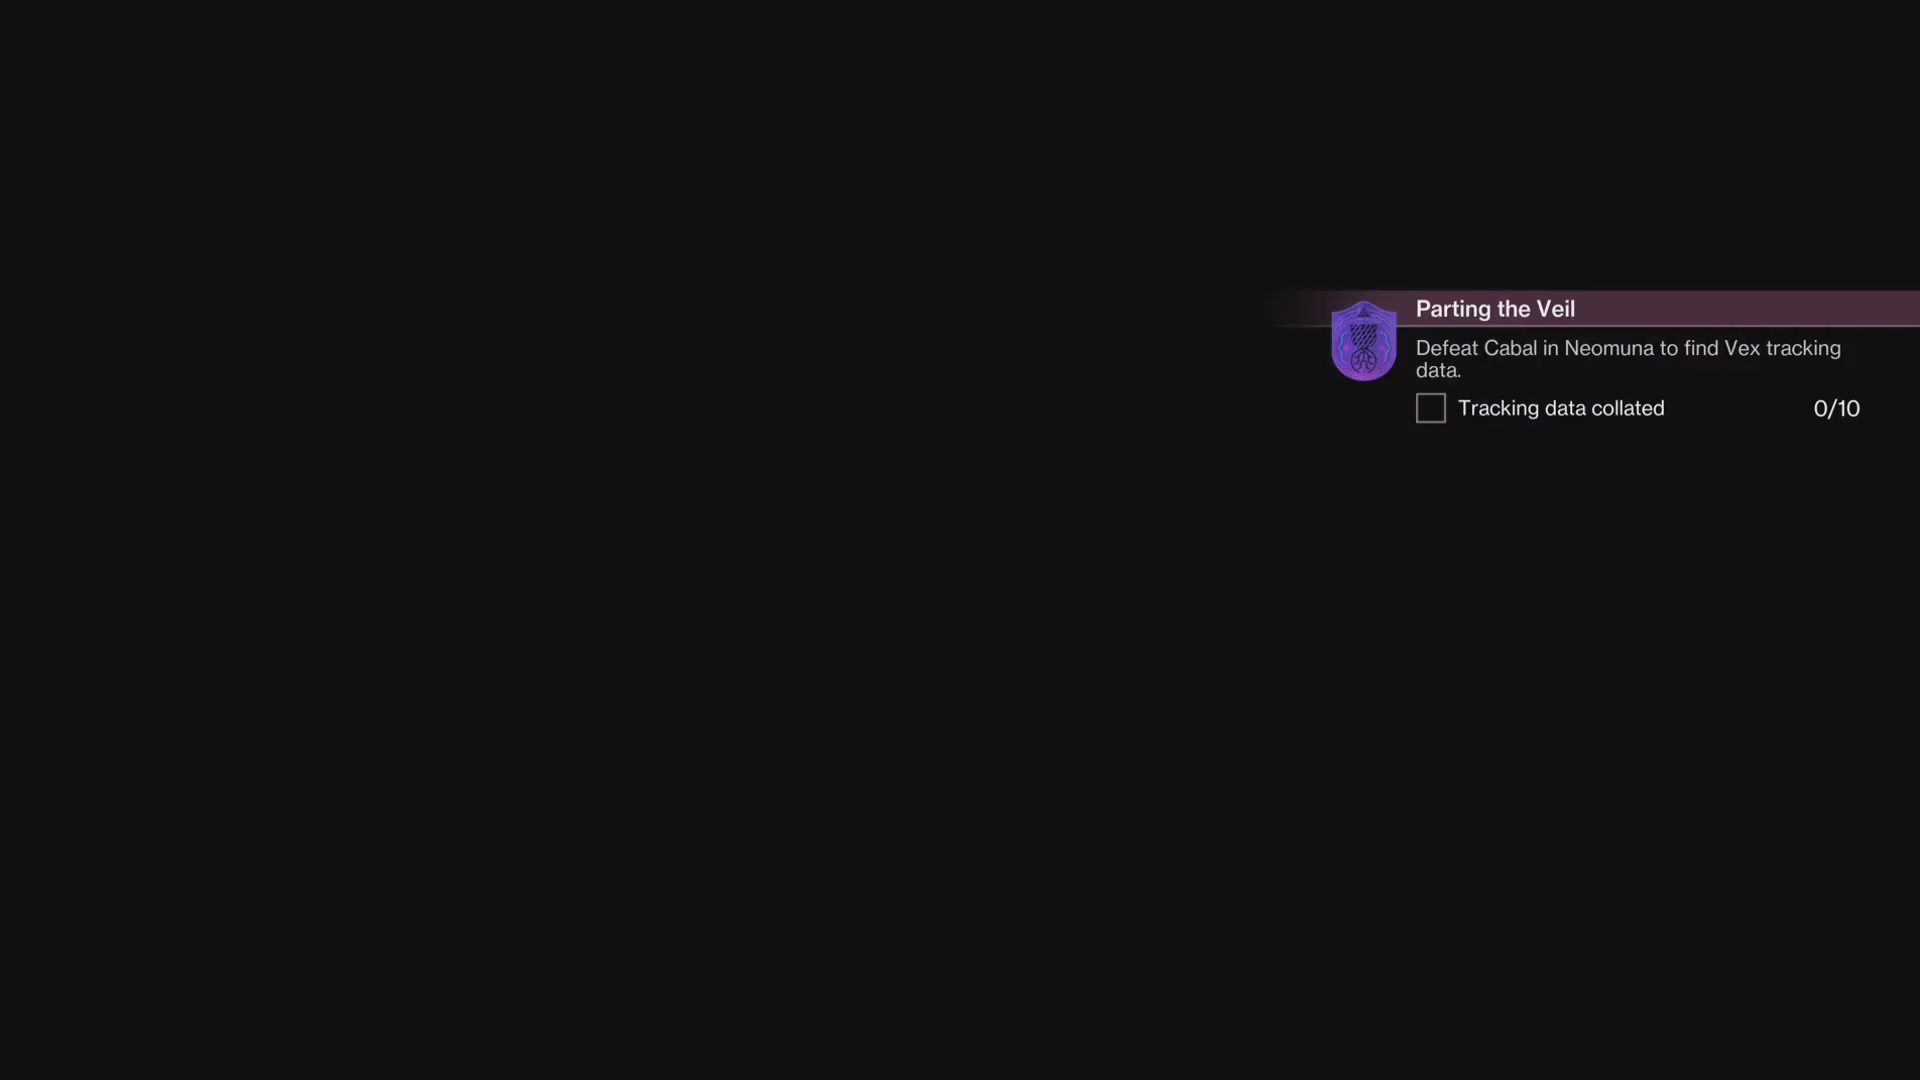 Parting the Veil
Defeat Cabal in Neomuna to find Vex tracking
data.
Tracking data collated 0/10